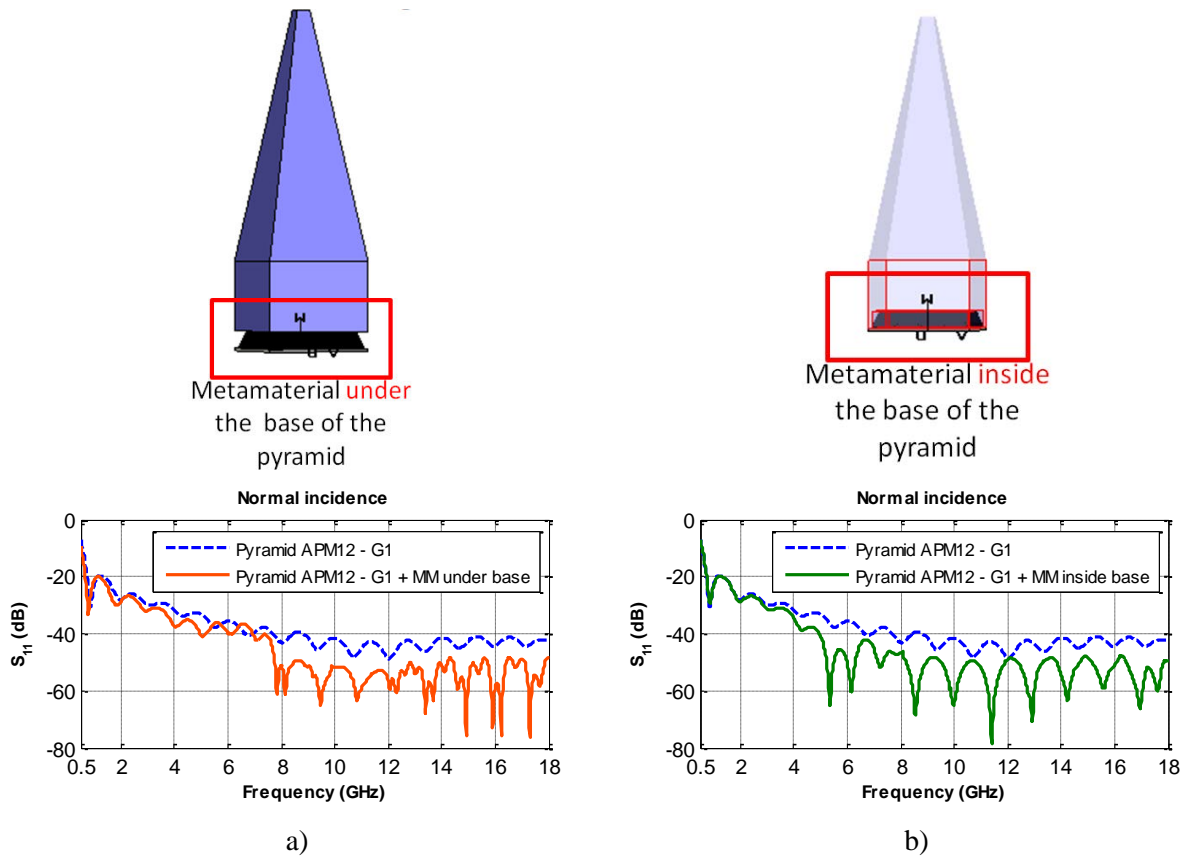 Metamaterial under
the base of the
pyramid
Normal incidence
0
-20
-40
-60
-80
S11 (dB)
Pyramid APM12 - G1
Pyramid APM12 - G1 + MM under base
0.5 2 4 6 8 10 12 14 16 18
Frequency (GHz)
a)
Metamaterial inside
the base of the
pyramid
Normal incidence
0
-20
-40
-60
-80
S11 (dB)
Pyramid APM12 - G1
Pyramid APM12 - G1 + MM inside base
0.5 2 4 6 8 10 12 14 16 18
Frequency (GHz)
b)